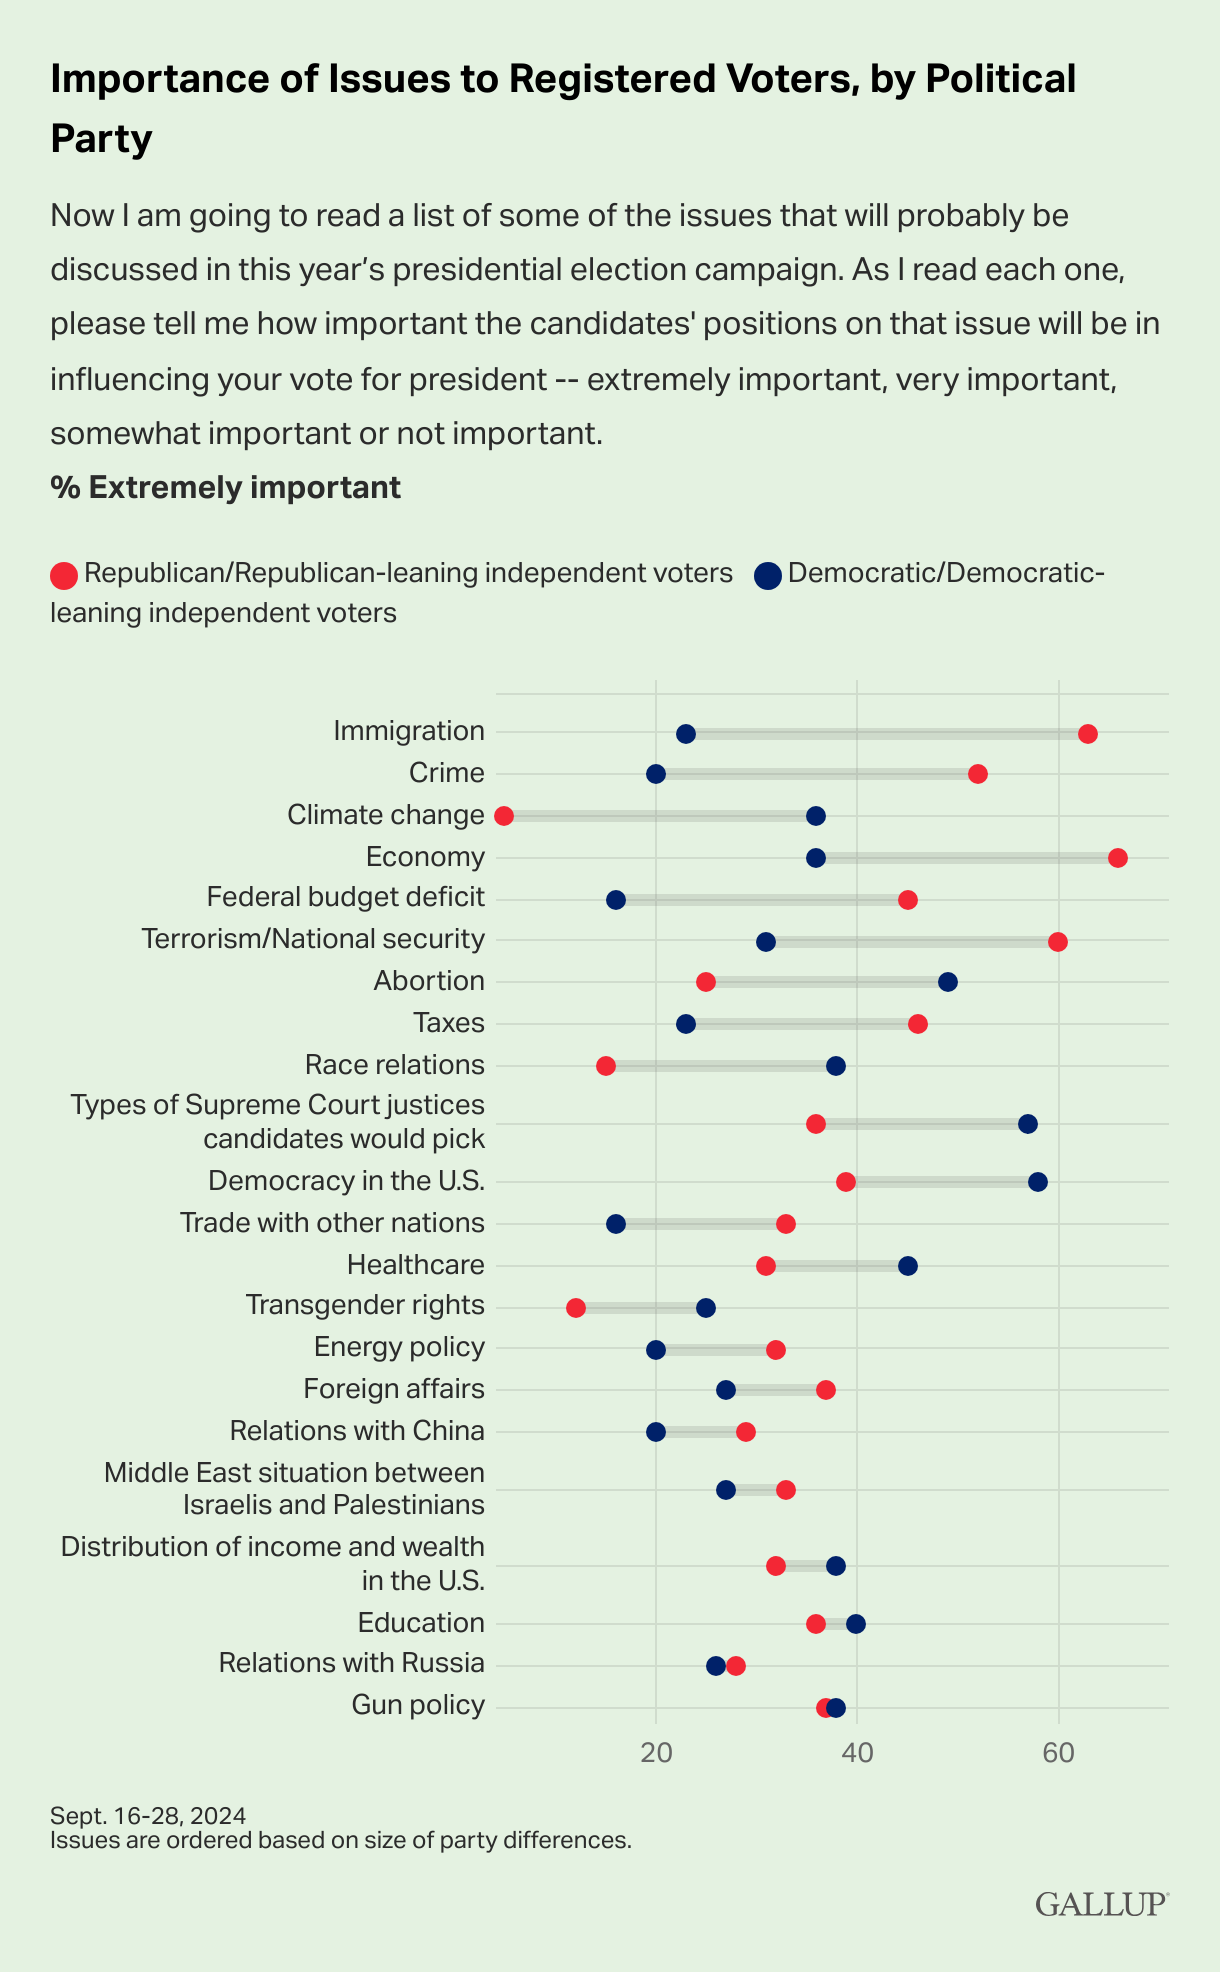 Importance of Issues to Registered Voters, by Political
Party
Now I am going to read a list of some of the issues that will probably be
discussed in this year’s presidential election campaign. As I read each one,
please tell me how important the candidates' positions on that issue will be in
influencing your vote for president -- extremely important, very important,
somewhat important or not important.
% Extremely important
Republican/Republican-leaning independent voters Democratic/Democratic-
leaning independent voters
Immigration
Crime
Climate change
Economy
Federal budget deficit
Terrorism/National security
Abortion
Taxes
Race relations
Types of Supreme Court justices
candidates would pick
Democracy in the U.S.
Trade with other nations
Healthcare
Transgender rights
Energy policy
Foreign affairs
Relations with China
Middle East situation between
Israelis and Palestinians
Distribution of income and wealth
in the U.S.
Education
Relations with Russia
Gun policy
20 40 60
Sept. 16-28, 2024
Issues are ordered based on size of party differences.
GALLUP®